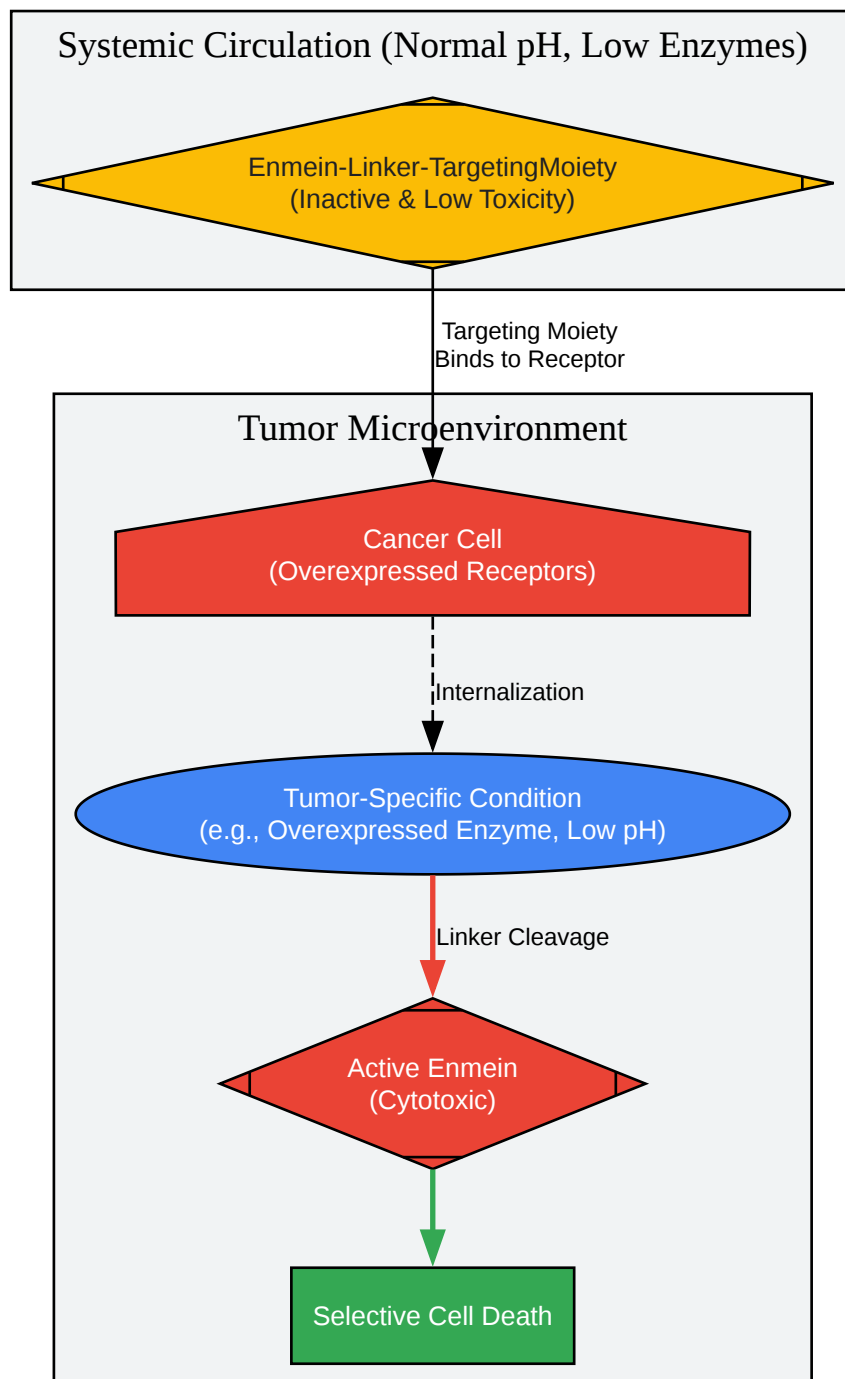 Systemic Circulation (Normal pH, Low Enzymes)
Enmein-Linker-TargetingMoiety
(Inactive & Low Toxicity)
Targeting Moiety
Binds to Receptor
Tumor Microenvironment
Cancer Cell
(Overexpressed Receptors)
Internalization
Tumor-Specific Condition
(e.g., Overexpressed Enzyme, Low pH)
Linker Cleavage
Active Enmein
(Cytotoxic)
Selective Cell Death